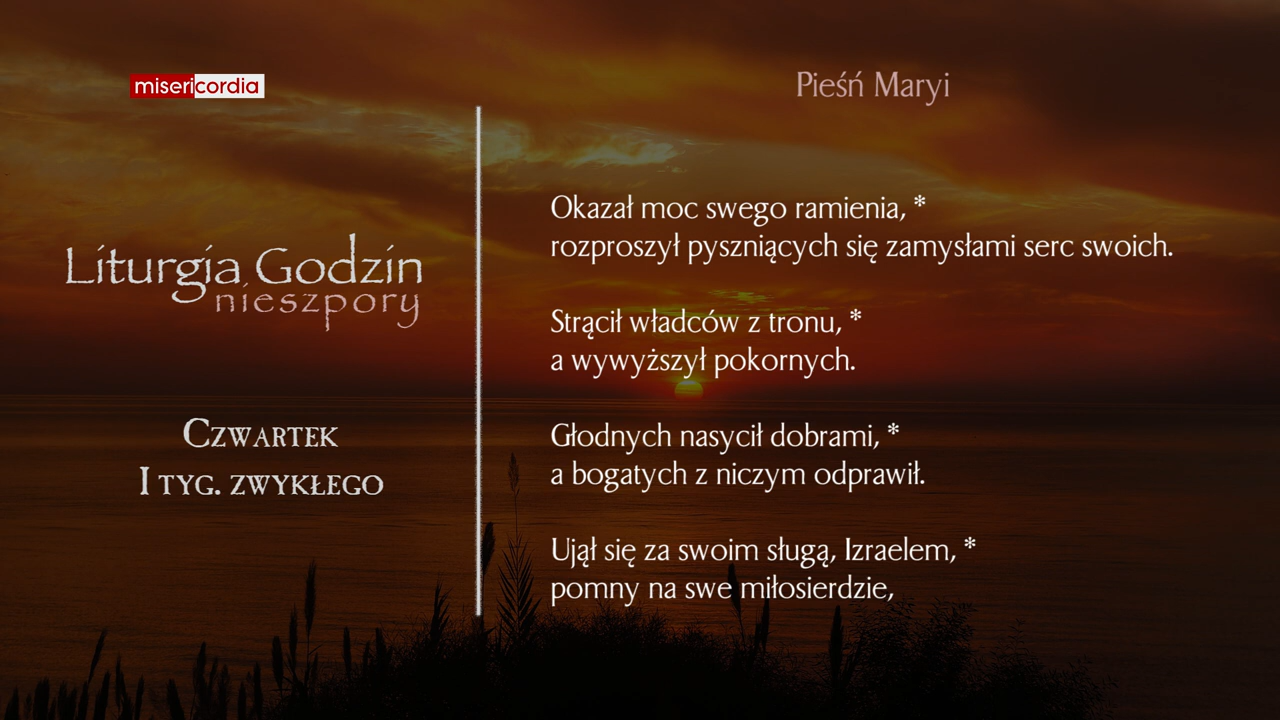 misericordia
Liturgia Godzin
nieszpory
Czwartek
I tyg. zwykłego
Pieśń Maryi
Okazał moc swego ramienia, *
rozproszył pyszniących się zamysłami serc swoich.
Strącił władców z tronu, *
a wywyższył pokornych.
Głodnych nasycił dobrami, *
a bogatych z niczym odprawił.
Ujął się za swoim sługą, Izraelem, *
pomny na swe miłosierdzie,